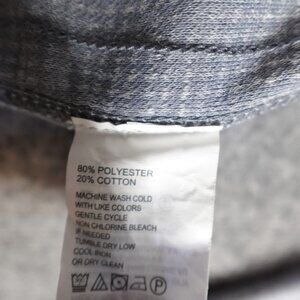 80% POLYESTER
20% COTTON
MACHINE WASH COLD
WITH LIKE COLORS
GENTLE CYCLE
NON CHLORINE BLEACH
IF NEEDED
TUMBLE DRY LOW
COOL IRON
OR DRY CLEAN